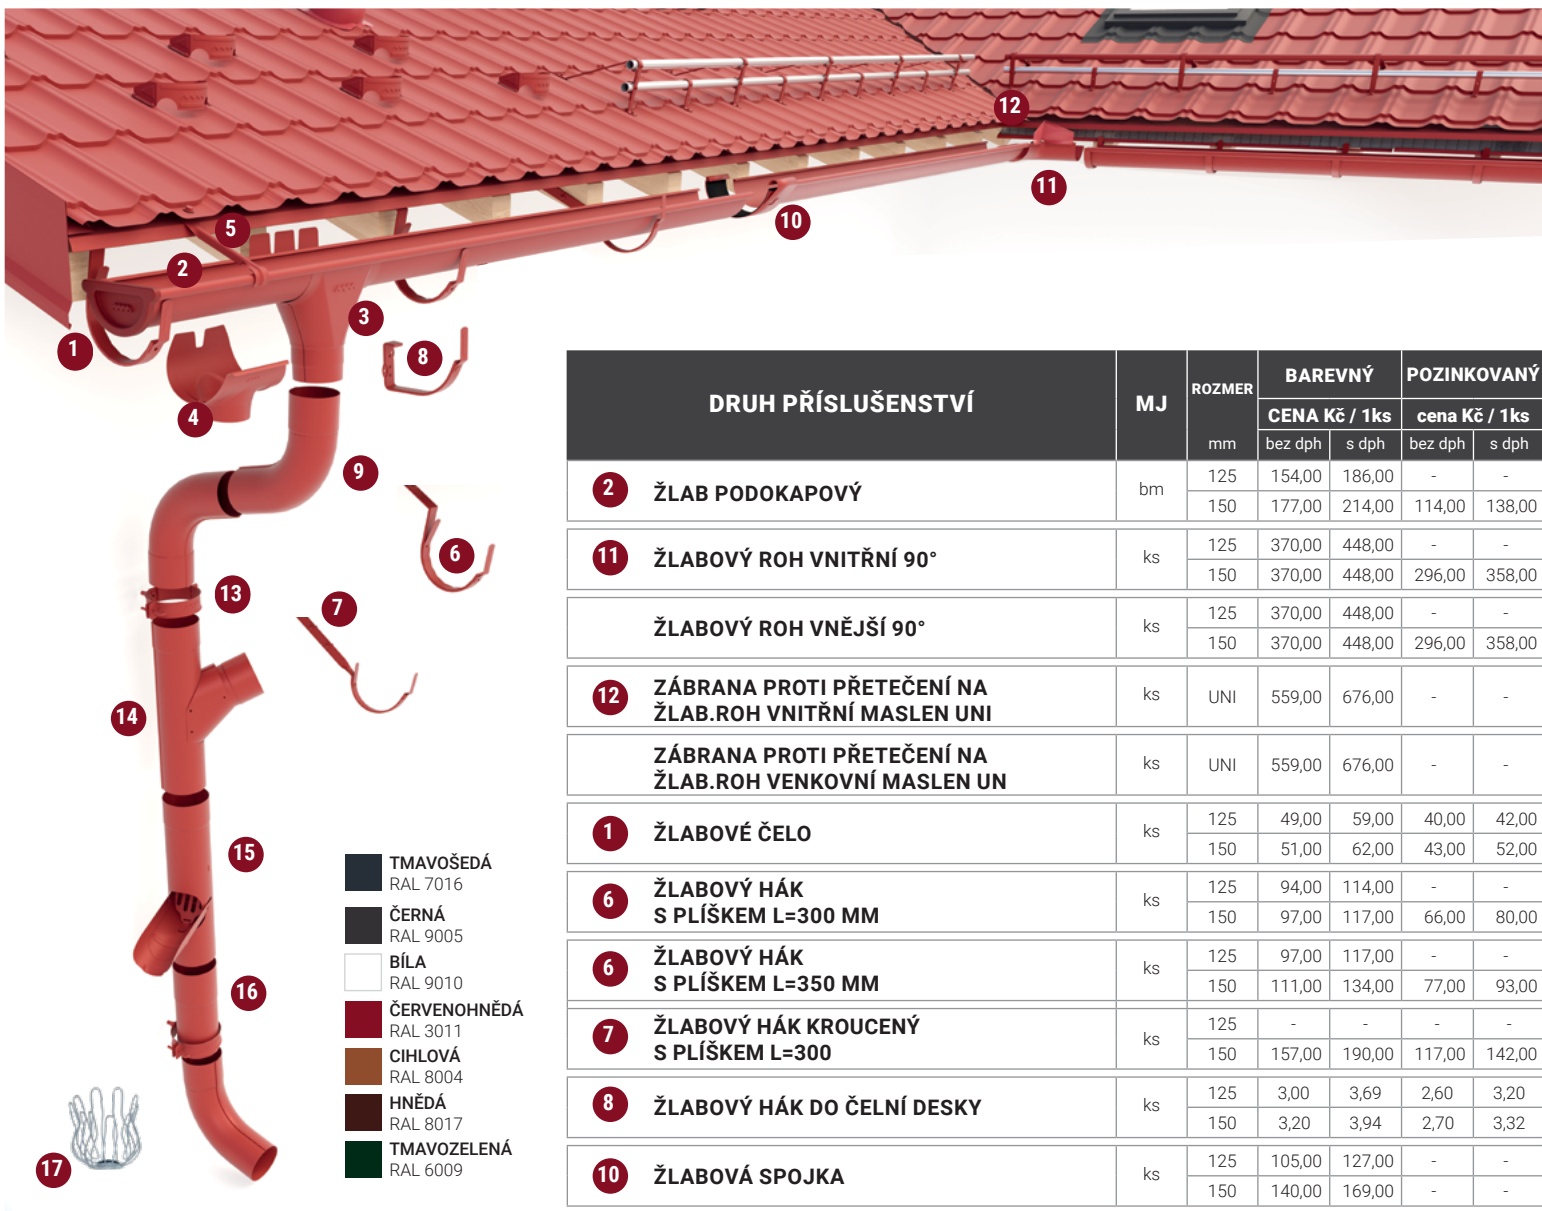 12
11
10
5
2
3
1
8
4
9
6
13
7
14
15
16
17
TMAVOŠEDÁ
RAL 7016
ČERNÁ
RAL 9005
BÍLA
RAL 9010
ČERVENOHNĚDÁ
RAL 3011
CIHLOVÁ
RAL 8004
HNĚDÁ
RAL 8017
TMAVOZELENÁ
RAL 6009
DRUH PŘÍSLUŠENSTVÍ MJ ROZMER BAREVNÝ POZINKOVANÝ
CENA Kč / 1ks cena Kč / 1ks
mm bez dph s dph bez dph s dph
2 ŽLAB PODOKAPOVÝ bm 125 154,00 186,00 - -
150 177,00 214,00 114,00 138,00
11 ŽLABOVÝ ROH VNITŘNÍ 90° ks 125 370,00 448,00 - -
150 370,00 448,00 296,00 358,00
ŽLABOVÝ ROH VNĚJŠÍ 90° ks 125 370,00 448,00 - -
150 370,00 448,00 296,00 358,00
12 ZÁBRANA PROTI PŘETEČENÍ NA ks UNI 559,00 676,00 - -
ŽLAB.ROH VNITŘNÍ MASLEN UNI
ZÁBRANA PROTI PŘETEČENÍ NA ks UNI 559,00 676,00 - -
ŽLAB.ROH VENKOVNÍ MASLEN UN
1 ŽLABOVÉ ČELO ks 125 49,00 59,00 40,00 42,00
150 51,00 62,00 43,00 52,00
6 ŽLABOVÝ HÁK ks 125 94,00 114,00 - -
S PLÍŠKEM L=300 MM 150 97,00 117,00 66,00 80,00
6 ŽLABOVÝ HÁK ks 125 97,00 117,00 - -
S PLÍŠKEM L=350 MM 150 111,00 134,00 77,00 93,00
7 ŽLABOVÝ HÁK KROUCENÝ ks 125 - - - -
S PLÍŠKEM L=300 150 157,00 190,00 117,00 142,00
8 ŽLABOVÝ HÁK DO ČELNÍ DESKY ks 125 3,00 3,69 2,60 3,20
150 3,20 3,94 2,70 3,32
10 ŽLABOVÁ SPOJKA ks 125 105,00 127,00 - -
150 140,00 169,00 - -